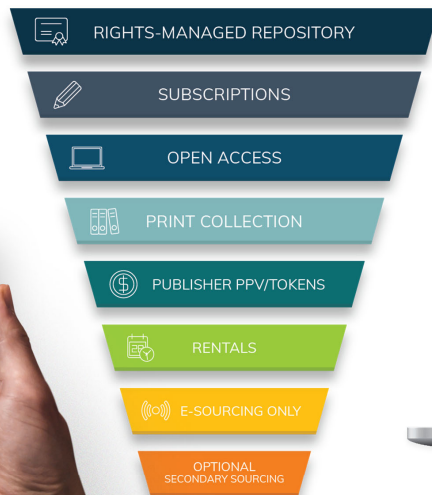 RIGHTS-MANAGED REPOSITORY
SUBSCRIPTIONS
OPEN ACCESS
PRINT COLLECTION
PUBLISHER PPV/TOKENS
RENTALS
E-SOURCING ONLY
OPTIONAL
SECONDARY SOURCING